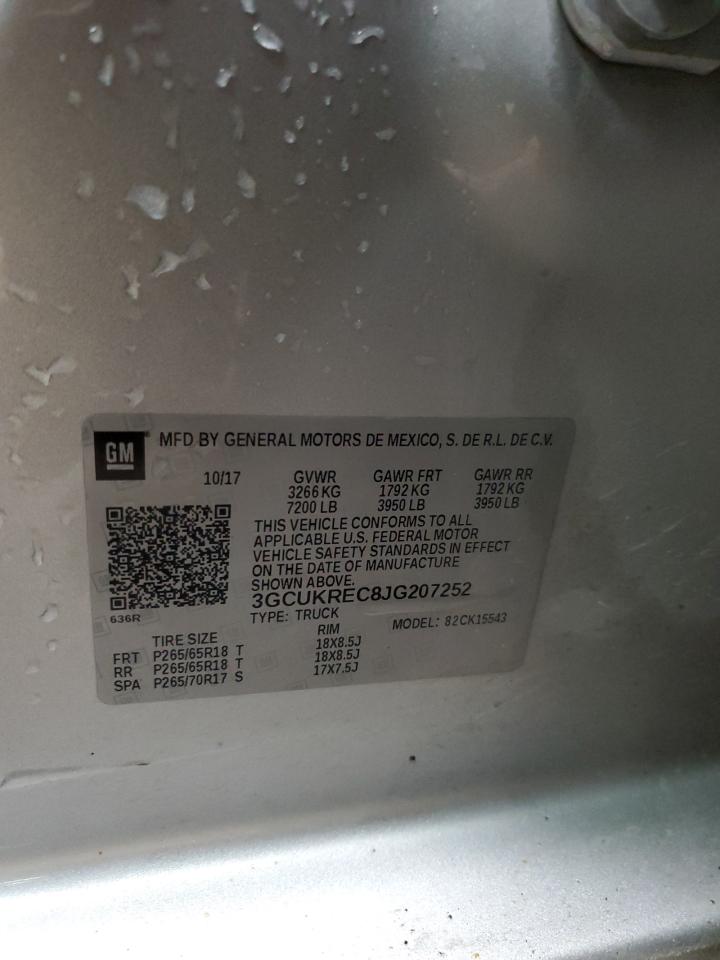 GM MFD BY GENERAL MOTORS DE MEXICO, S. DE R.L. DE C.V.
10/17 GVWR GAWR FRT GAWR RR
3266 KG 1792 KG 1792 KG
7200 LB 3950 LB 3950 LB
THIS VEHICLE CONFORMS TO ALL
APPLICABLE U.S. FEDERAL MOTOR
VEHICLE SAFETY STANDARDS IN EFFECT
ON THE DATE OF MANUFACTURE
SHOWN ABOVE.
3GCUKREC8JG207252
636R TYPE: TRUCK MODEL: 82CK15543
TIRE SIZE RIM
FRT P265/65R18 T 18X8.5J
RR P265/65R18 T 18X8.5J
SPA P265/70R17 S 17X7.5J